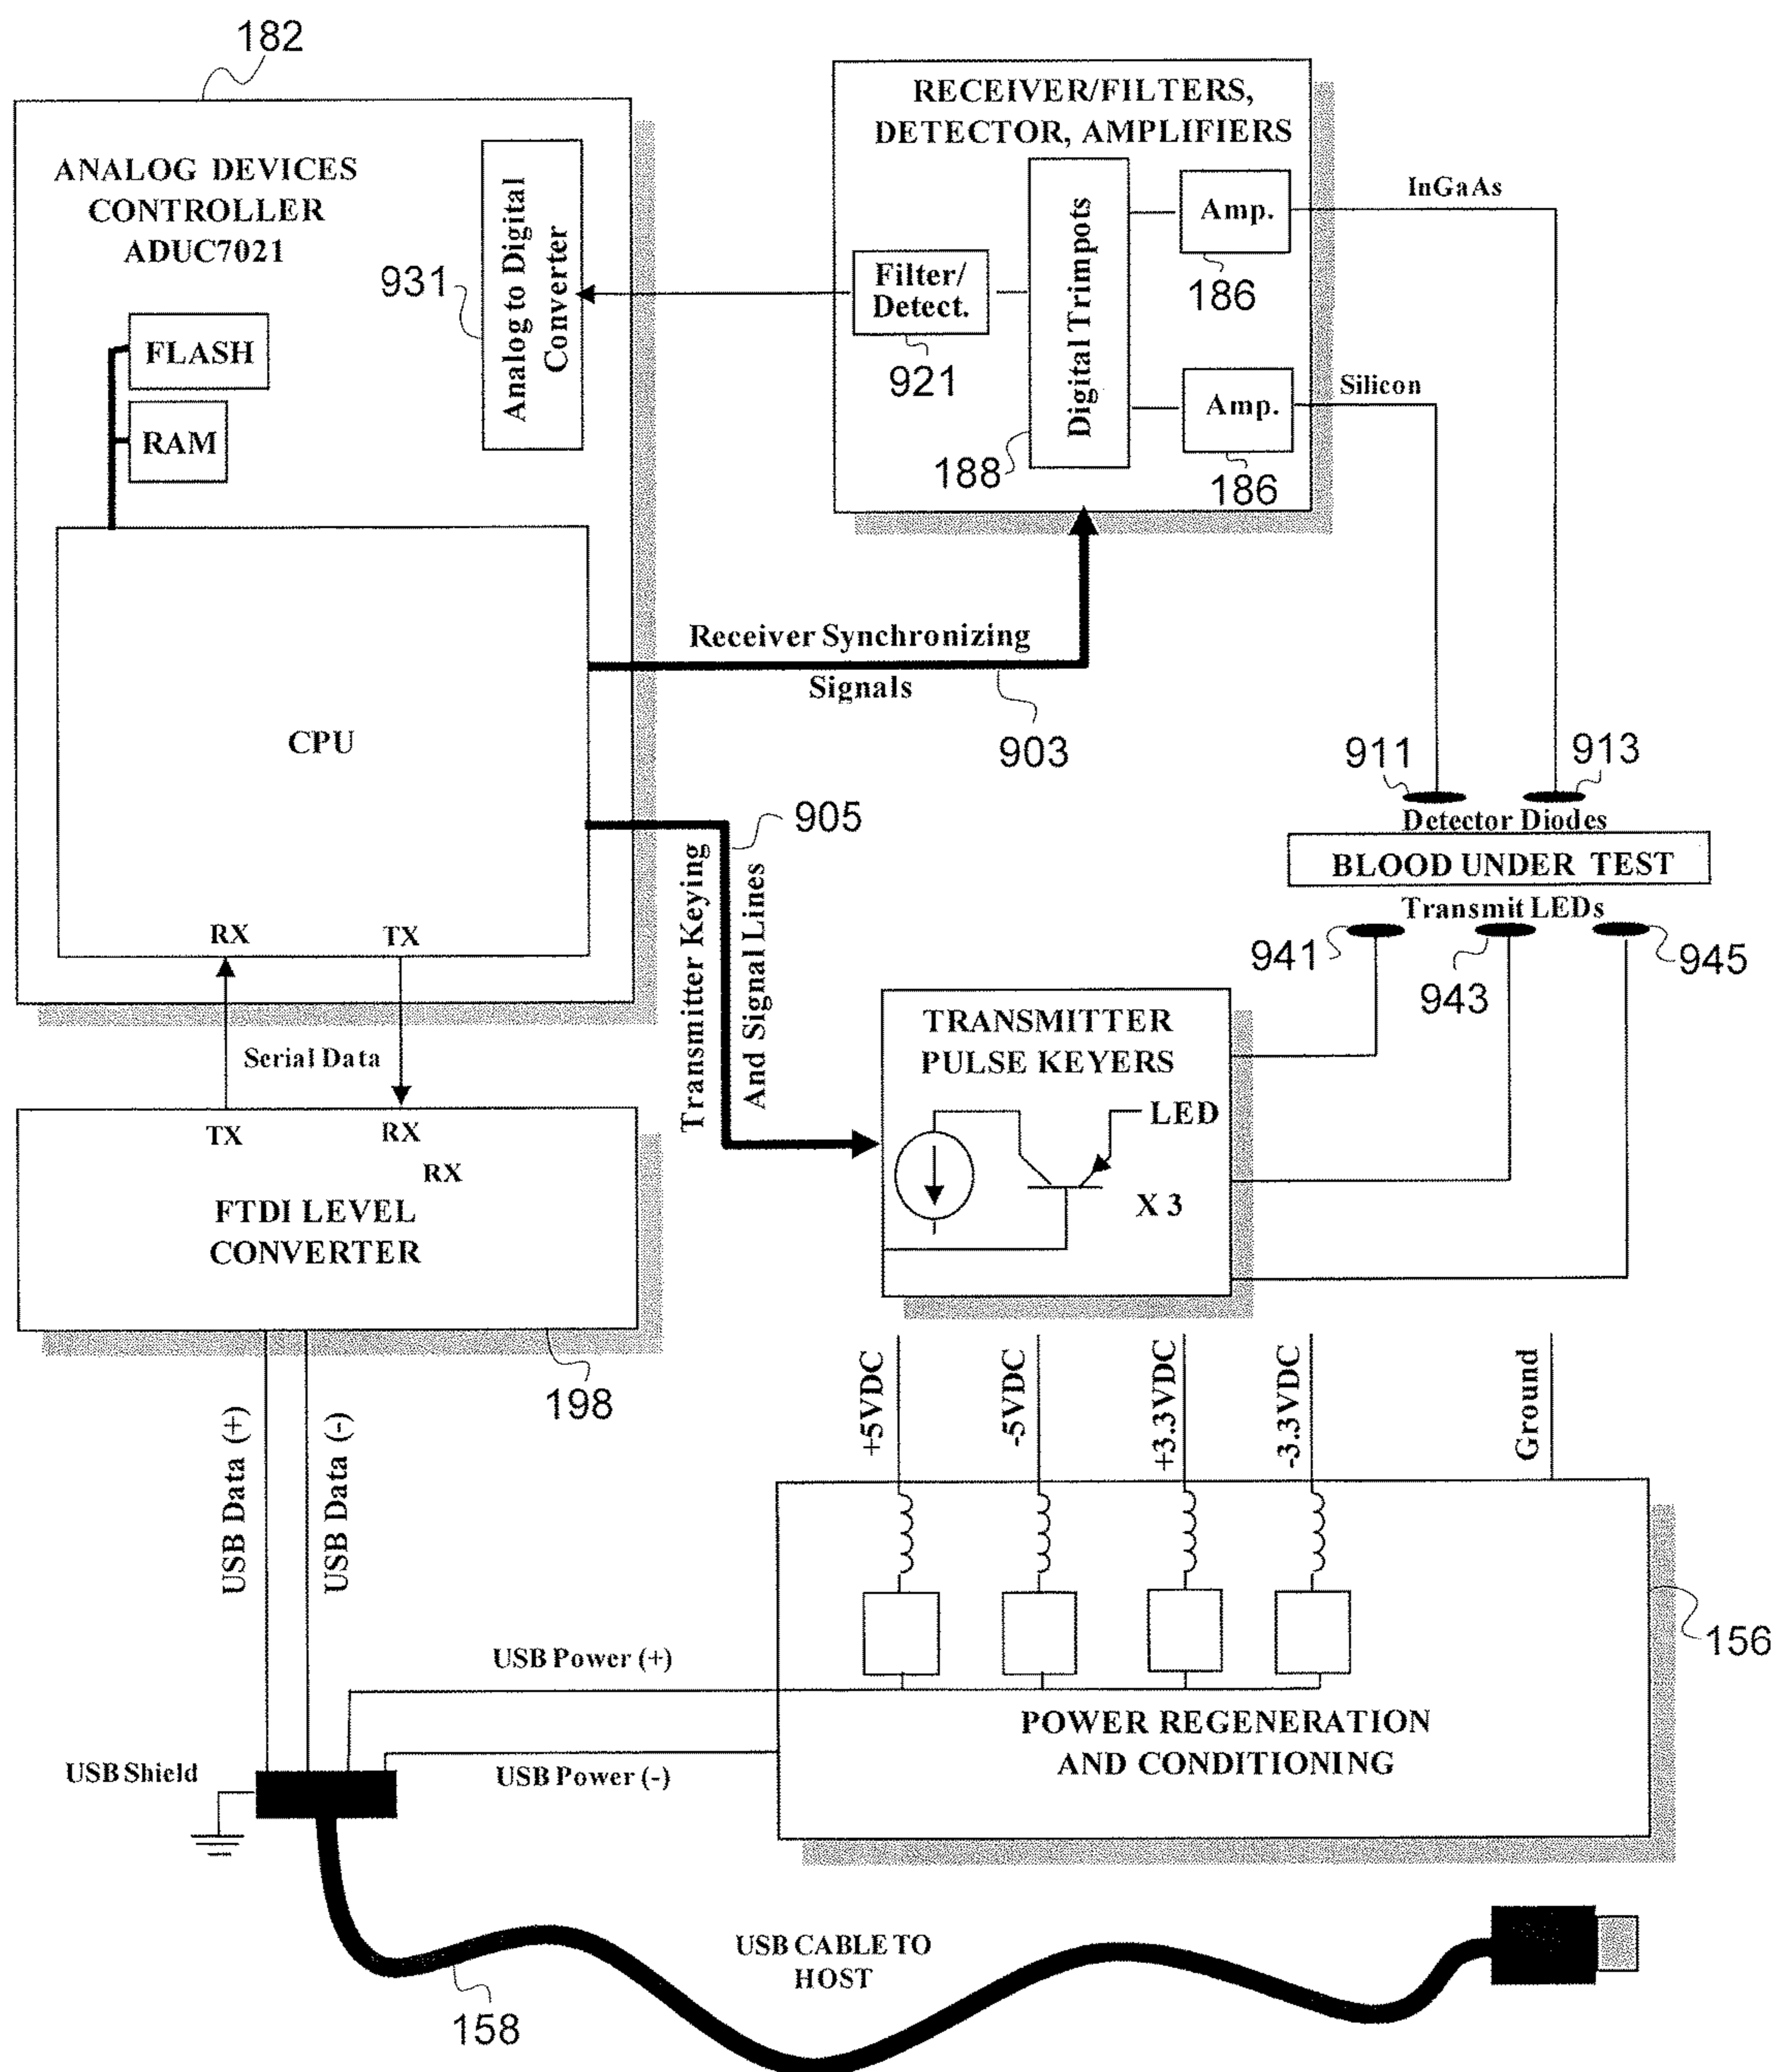 182
ANALOG DEVICES
CONTROLLER
ADUC7021
931
Analog to Digital
Converter
FLASH
RAM
CPU
RX
TX
RECEIVER/FILTERS,
DETECTOR, AMPLIFIERS
Filter/
Detect.
921
Digital Trimpots
188
Amp.
186
Amp.
186
InGaAs
Silicon
Receiver Synchronizing
Signals
903
905
Transmitter Keying
And Signal Lines
911
913
Detector Diodes
BLOOD UNDER TEST
Transmit LEDs
941
943
945
TRANSMITTER
PULSE KEYERS
LED
X 3
Serial Data
TX
RX
RX
FTDI LEVEL
CONVERTER
198
USB Data (+)
USB Data (-)
+5VDC
-5VDC
+3.3VDC
-3.3VDC
Ground
156
USB Power (+)
POWER REGENERATION
AND CONDITIONING
USB Shield
USB Power (-)
USB CABLE TO
HOST
158